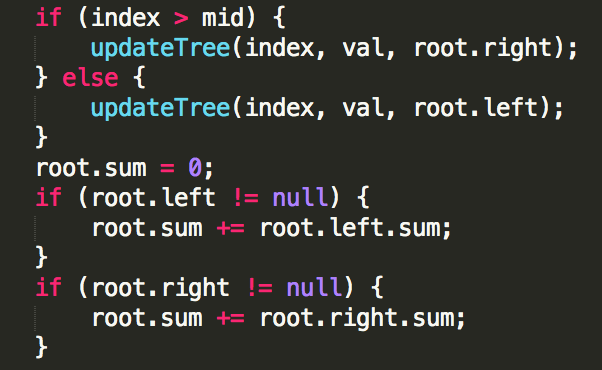 if (index > mid) {
    updateTree(index, val, root.right);
} else {
    updateTree(index, val, root.left);
}
root.sum = 0;
if (root.left != null) {
    root.sum += root.left.sum;
}
if (root.right != null) {
    root.sum += root.right.sum;
}